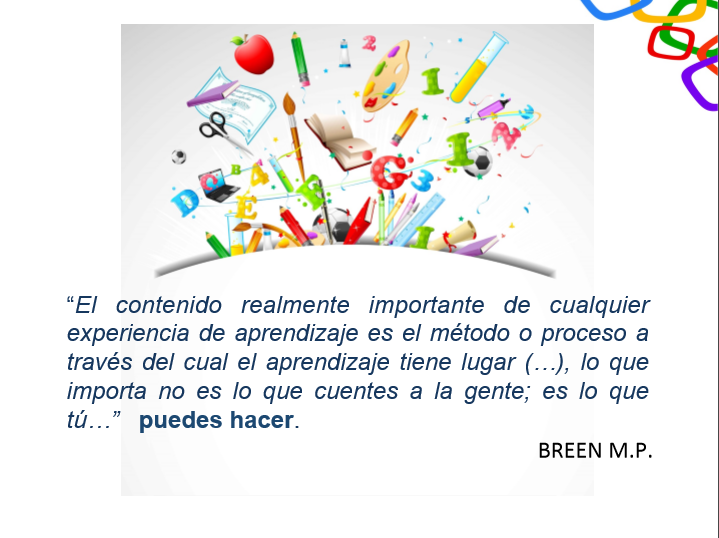 “El contenido realmente importante de cualquier
experiencia de aprendizaje es el método o proceso a
través del cual el aprendizaje tiene lugar (…), lo que
importa no es lo que cuentes a la gente; es lo que
tú…” puedes hacer.
BREEN M.P.